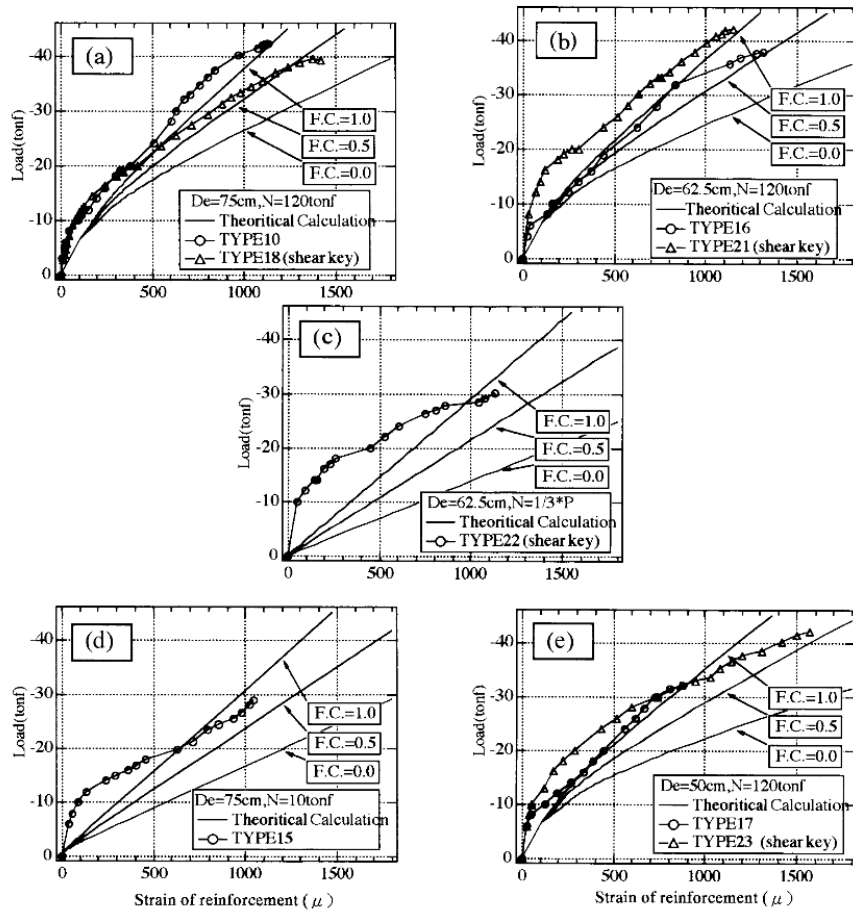 (a)
Load(tonf)
-40
-30
-20
-10
0
F.C.=1.0
F.C.=0.5
F.C.=0.0
De=75cm,N=120tonf
Theoritical Calculation
TYPE10
TYPE18 (shear key)
0
500
1000
1500
(b)
Load(tonf)
-40
-30
-20
-10
0
F.C.=1.0
F.C.=0.5
F.C.=0.0
De=62.5cm,N=120tonf
Theoritical Calculation
TYPE16
TYPE21 (shear key)
0
500
1000
1500
(c)
Load(tonf)
-40
-30
-20
-10
0
F.C.=1.0
F.C.=0.5
F.C.=0.0
De=62.5cm,N=1/3*P
Theoritical Calculation
TYPE22 (shear key)
0
500
1000
1500
(d)
Load(tonf)
-40
-30
-20
-10
0
F.C.=1.0
F.C.=0.5
F.C.=0.0
De=75cm,N=10tonf
Theoritical Calculation
TYPE15
0
500
1000
1500
Strain of reinforcement (μ)
(e)
Load(tonf)
-40
-30
-20
-10
0
F.C.=1.0
F.C.=0.5
F.C.=0.0
De=50cm,N=120tonf
Theoritical Calculation
TYPE17
TYPE23 (shear key)
0
500
1000
1500
Strain of reinforcement (μ)